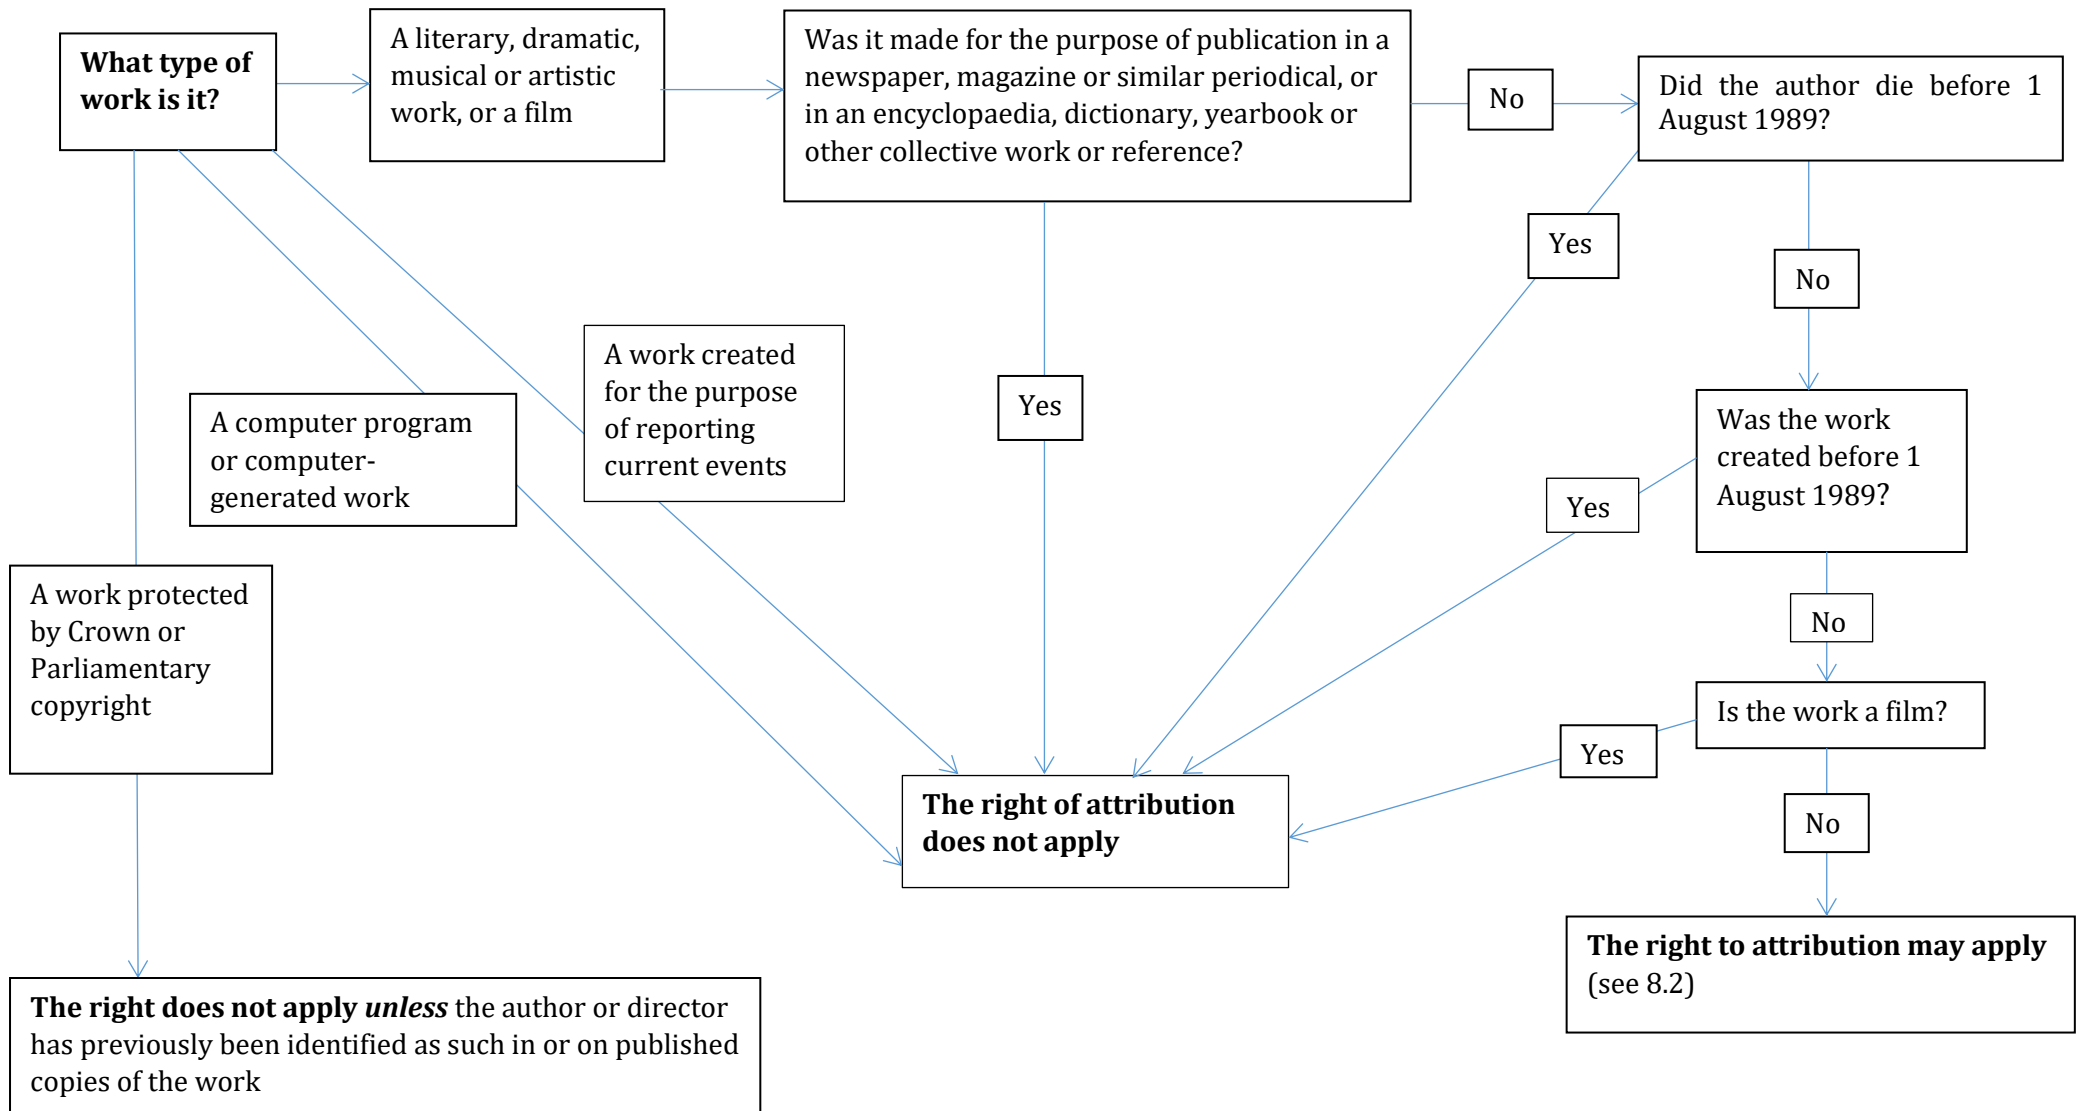 What type of
work is it?
A literary, dramatic,
musical or artistic
work, or a film
Was it made for the purpose of publication in a
newspaper, magazine or similar periodical, or
in an encyclopaedia, dictionary, yearbook or
other collective work or reference?
No
Did the author die before 1
August 1989?
Yes
No
A work created
for the purpose
of reporting
current events
Yes
A computer program
or computer-
generated work
Was the work
created before 1
August 1989?
Yes
A work protected
by Crown or
Parliamentary
copyright
No
Is the work a film?
Yes
The right of attribution
does not apply
No
The right to attribution may apply
(see 8.2)
The right does not apply unless the author or director
has previously been identified as such in or on published
copies of the work